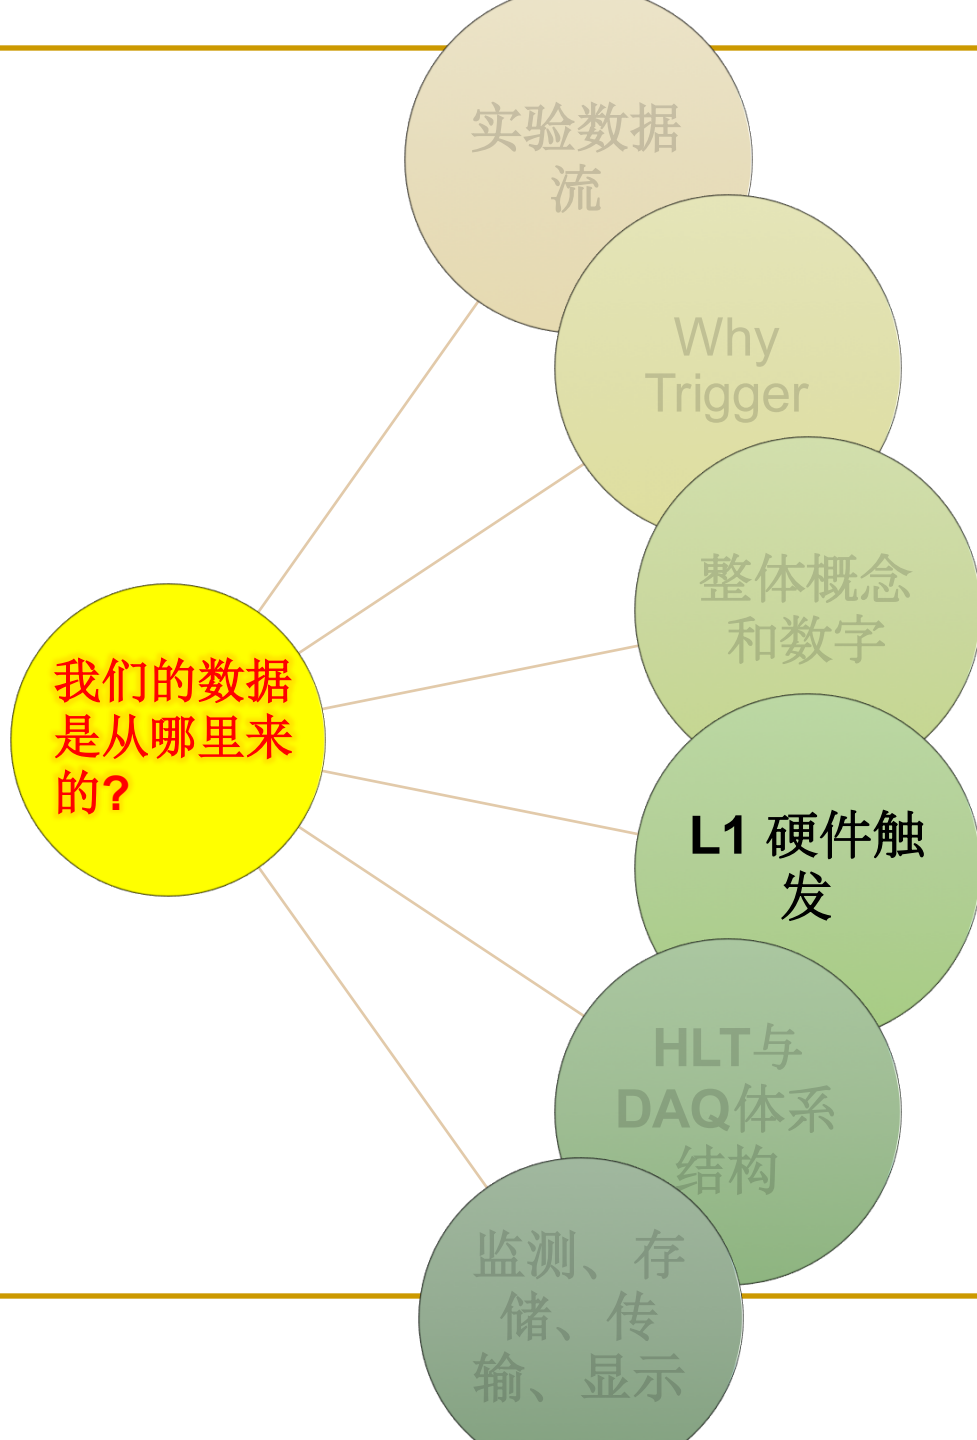 实验数据
流
Why
Trigger
整体概念
和数字
我们的数据
是从哪里来
的?
L1 硬件触
发
HLT与
DAQ体系
结构
监测、存
储、传
输、显示